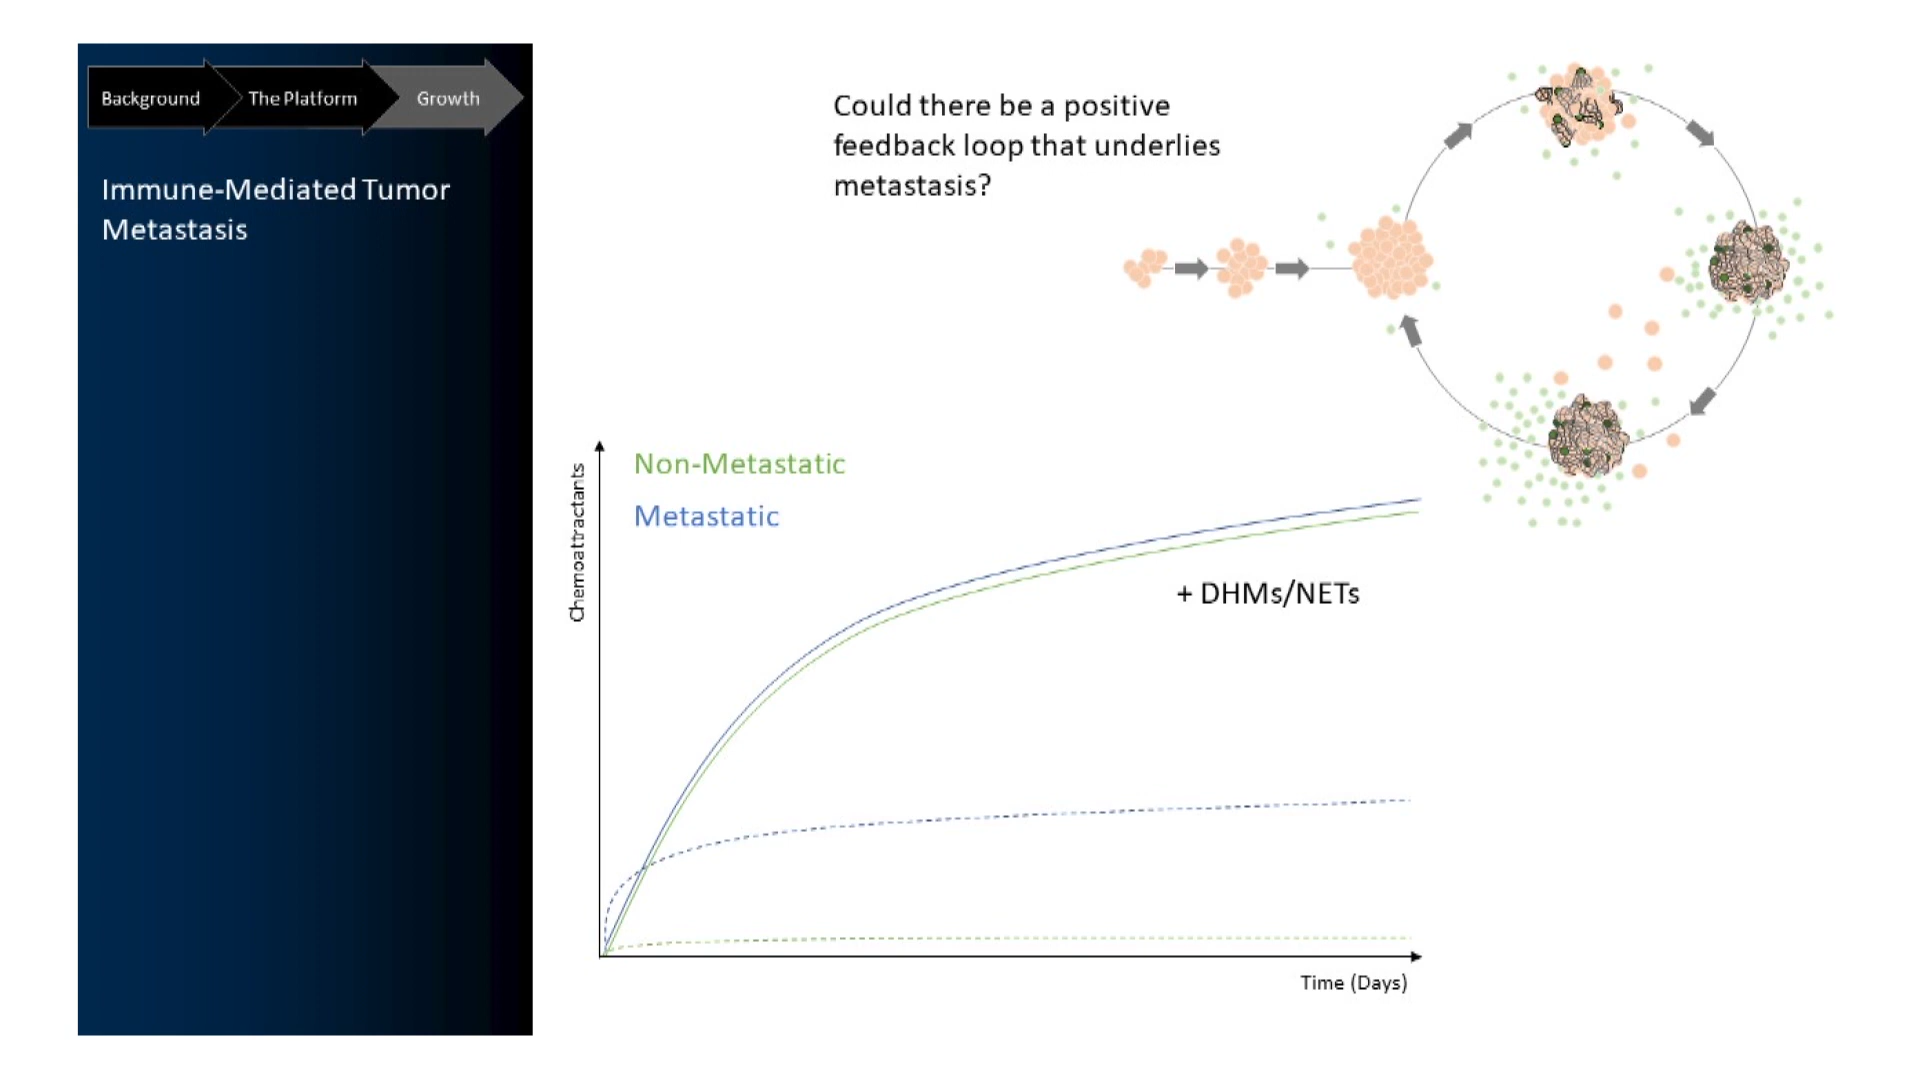 Background
The Platform
Growth
Immune-Mediated Tumor
Metastasis
Could there be a positive
feedback loop that underlies
metastasis?
Non-Metastatic
Metastatic
Chemoattractants
+ DHMs/NETs
Time (Days)